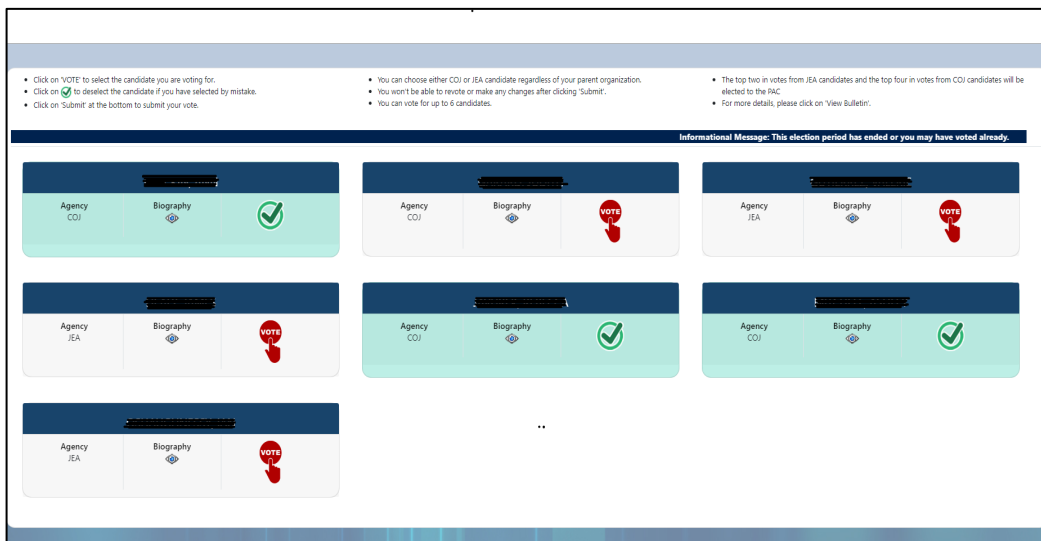 Click on 'VOTE' to select the candidate you are voting for.
Click on to deselect the candidate if you have selected by mistake.
Click on 'Submit' at the bottom to submit your vote.
You can choose either COJ or JEA candidate regardless of your parent organization.
You won't be able to revote or make any changes after clicking 'Submit'.
You can vote for up to 6 candidates.
The top two in votes from JEA candidates and the top four in votes from COJ candidates will be
elected to the PAC
For more details, please click on 'View Bulletin'.
Informational Message: This election period has ended or you may have voted already.
Agency
COJ
Biography
Agency
COJ
Biography
VOTE
Agency
JEA
Biography
VOTE
Agency
JEA
Biography
VOTE
Agency
COJ
Biography
Agency
COJ
Biography
Agency
JEA
Biography
VOTE